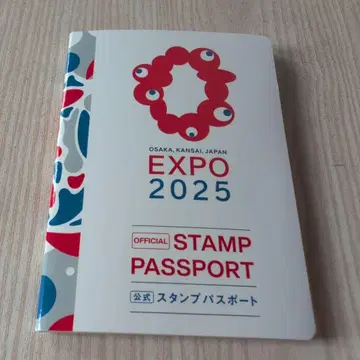 OSAKA, KANSAI, JAPAN
EXPO
2025
OFFICIAL STAMP
PASSPORT
公式 スタンプパスポート